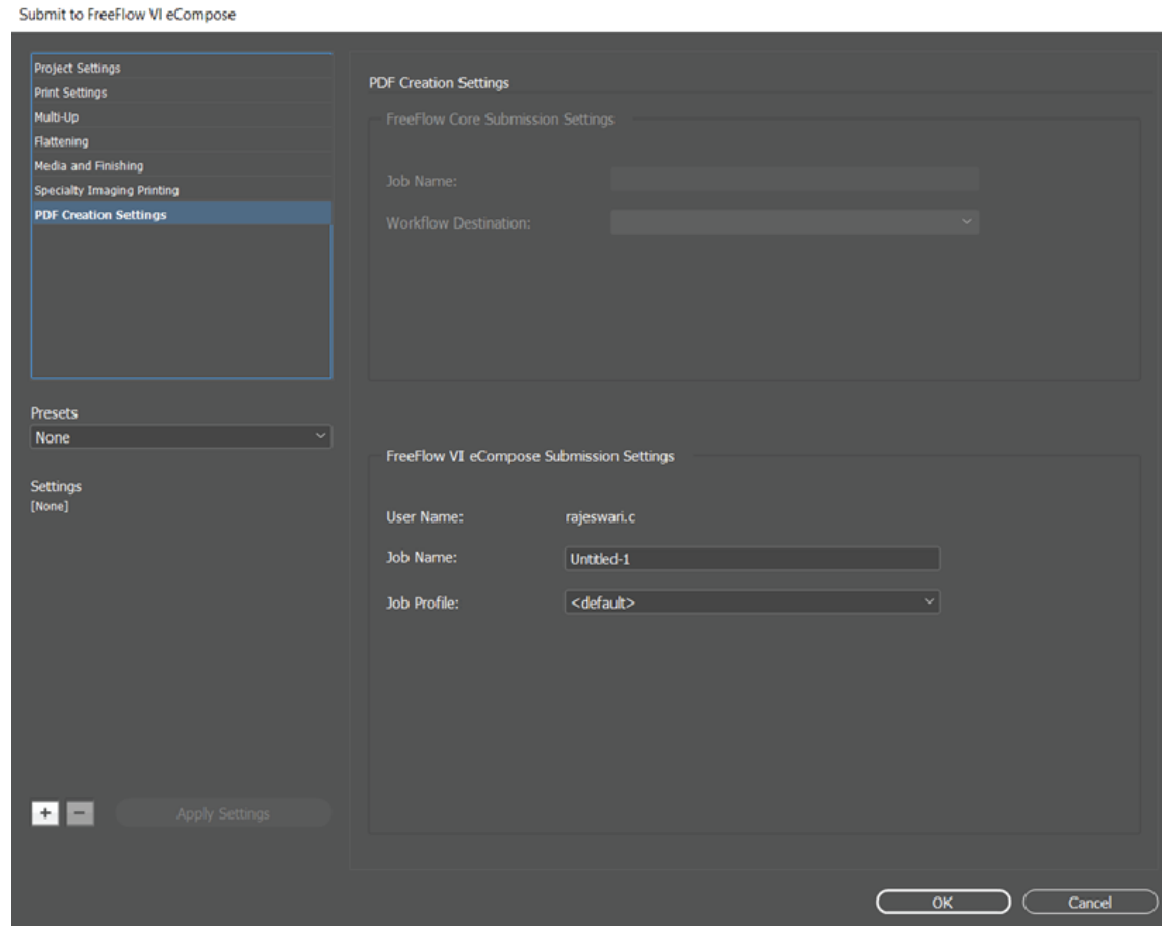 Submit to FreeFlow VI eCompose
Project Settings
Print Settings
Multi-Up
Flattening
Media and Finishing
Specialty Imaging Printing
PDF Creation Settings
Presets
None
Settings
[None]
+ − Apply Settings
PDF Creation Settings
FreeFlow Core Submission Settings
Job Name:
Workflow Destination:
FreeFlow VI eCompose Submission Settings
User Name: rajeswari.c
Job Name: Untitled-1
Job Profile: <default>
OK Cancel